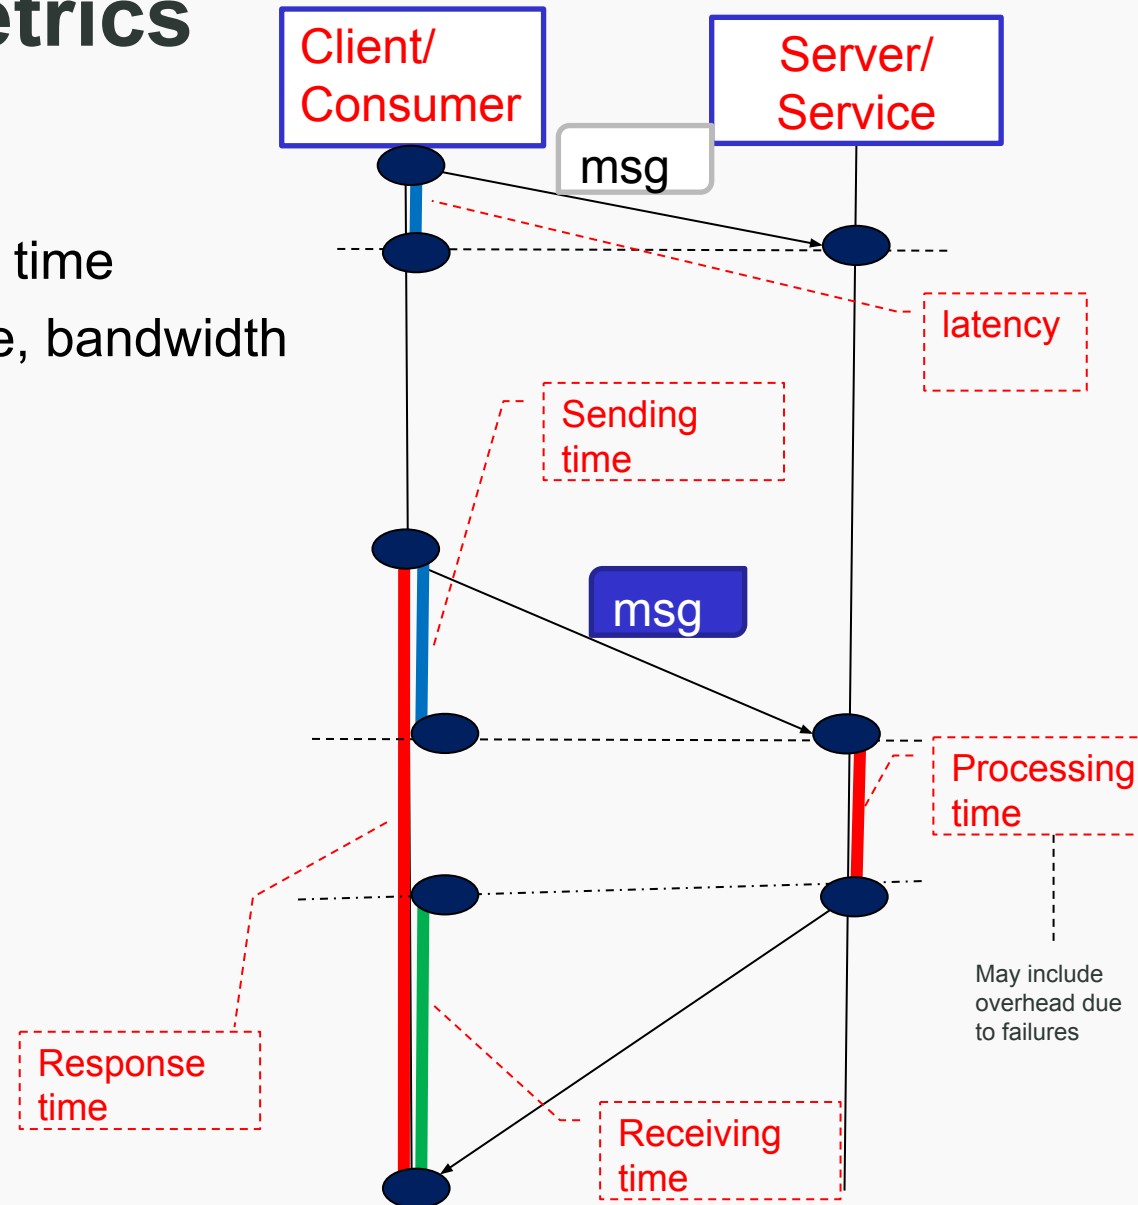 etrics
Client/
Consumer
Server/
Service
msg
time
e, bandwidth
latency
Sending
time
msg
Processing
time
May include
overhead due
to failures
Response
time
Receiving
time